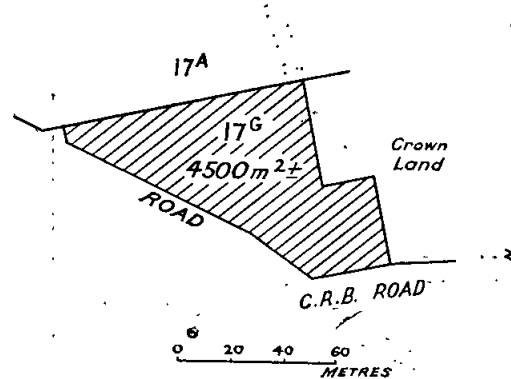 17A
17G
4500m²±
Crown
Land
ROAD
C.R.B. ROAD
0 20 40 60
METRES